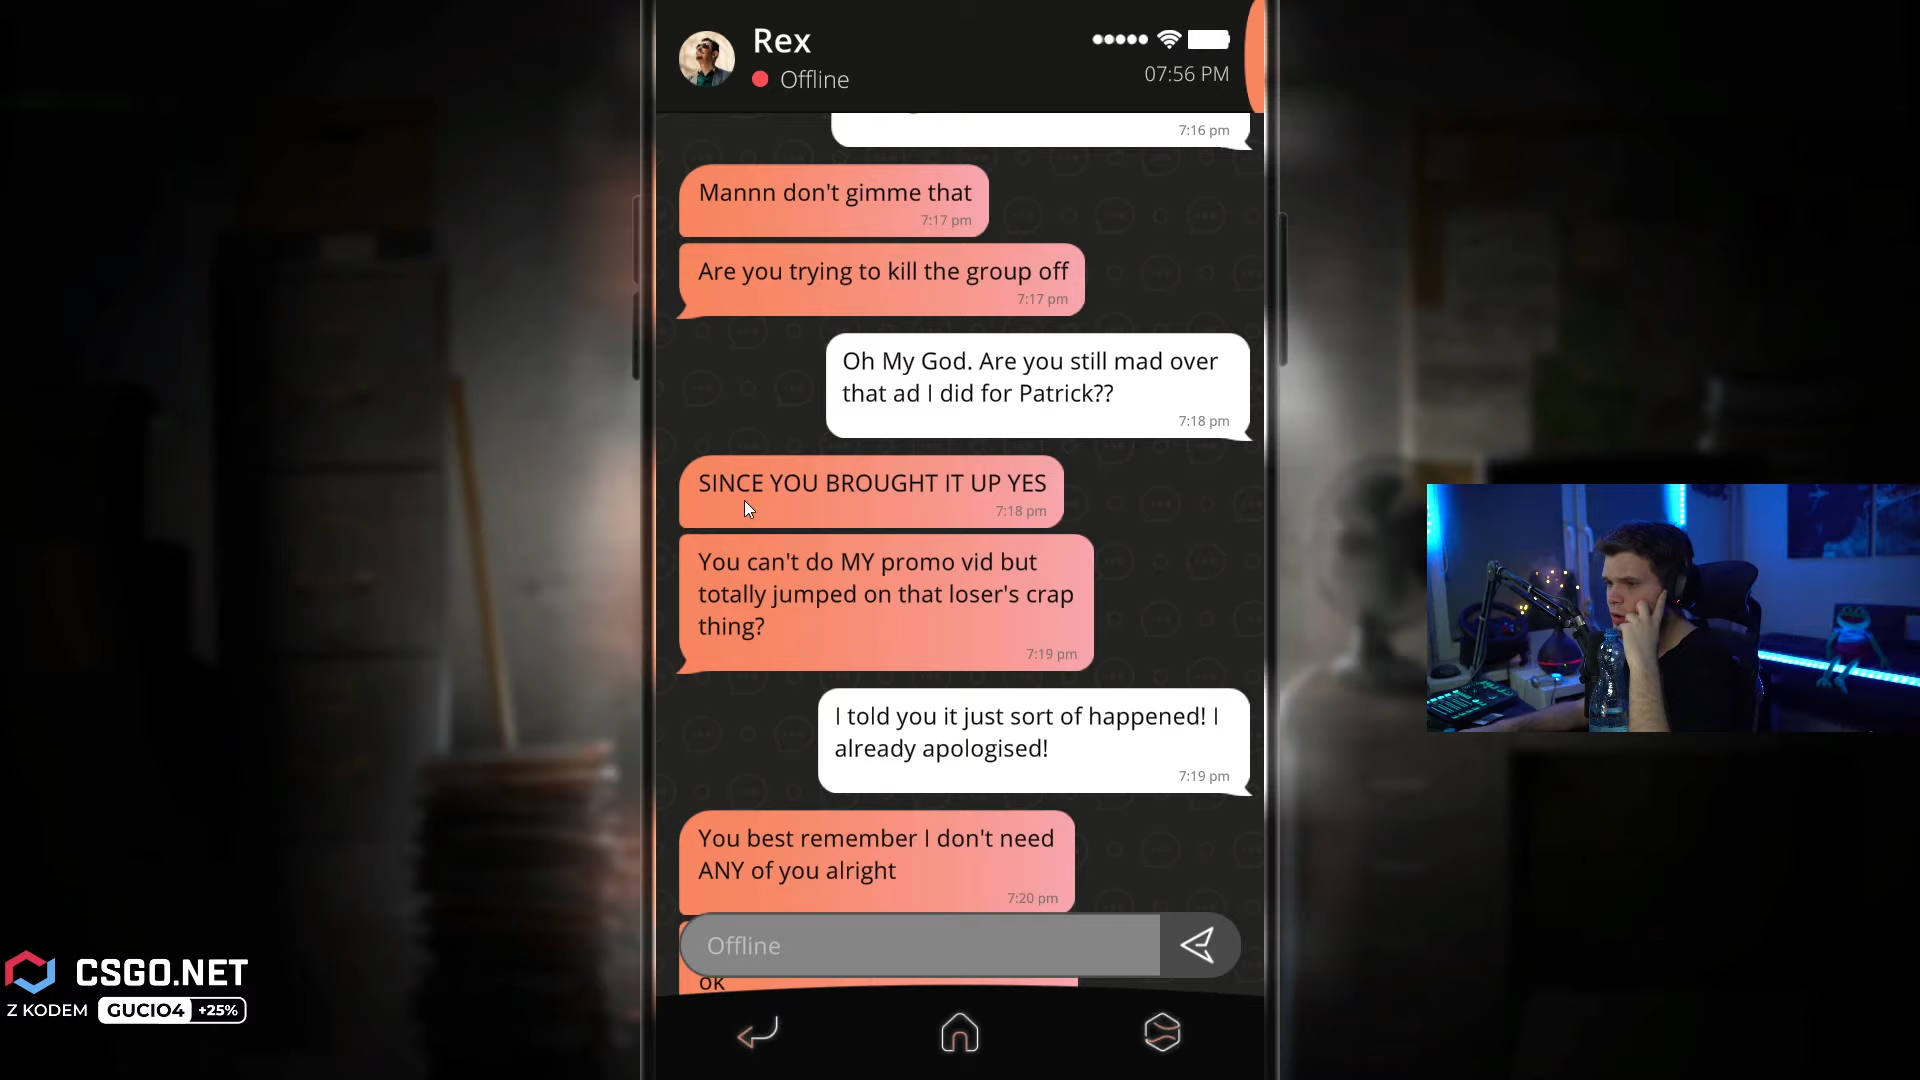 Rex
Offline
07:56 PM
7:16 pm
Mannn don't gimme that
7:17 pm
Are you trying to kill the group off
7:17 pm
Oh My God. Are you still mad over
that ad I did for Patrick??
7:18 pm
SINCE YOU BROUGHT IT UP YES
7:18 pm
You can't do MY promo vid but
totally jumped on that loser's crap
thing?
7:19 pm
I told you it just sort of happened! I
already apologised!
7:19 pm
You best remember I don't need
ANY of you alright
7:20 pm
Offline
ok
CSGO.NET
Z KODEM GUCIO4 +25%